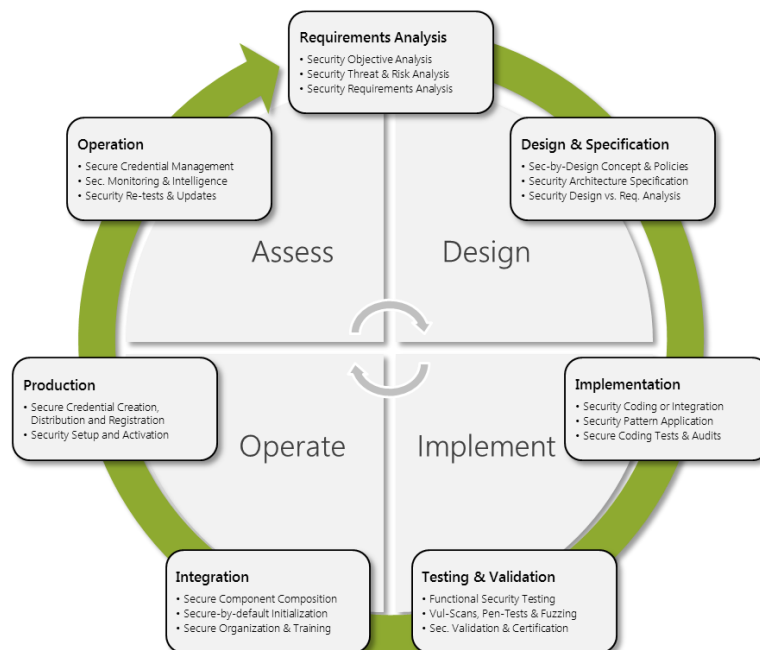 Requirements Analysis
• Security Objective Analysis
• Security Threat & Risk Analysis
• Security Requirements Analysis
Operation
• Secure Credential Management
• Sec. Monitoring & Intelligence
• Security Re-tests & Updates
Design & Specification
• Sec-by-Design Concept & Policies
• Security Architecture Specification
• Security Design vs. Req. Analysis
Assess
Design
Production
• Secure Credential Creation,
Distribution and Registration
• Security Setup and Activation
Implementation
• Security Coding or Integration
• Security Pattern Application
• Secure Coding Tests & Audits
Operate
Implement
Integration
• Secure Component Composition
• Secure-by-default Initialization
• Secure Organization & Training
Testing & Validation
• Functional Security Testing
• Vul-Scans, Pen-Tests & Fuzzing
• Sec. Validation & Certification